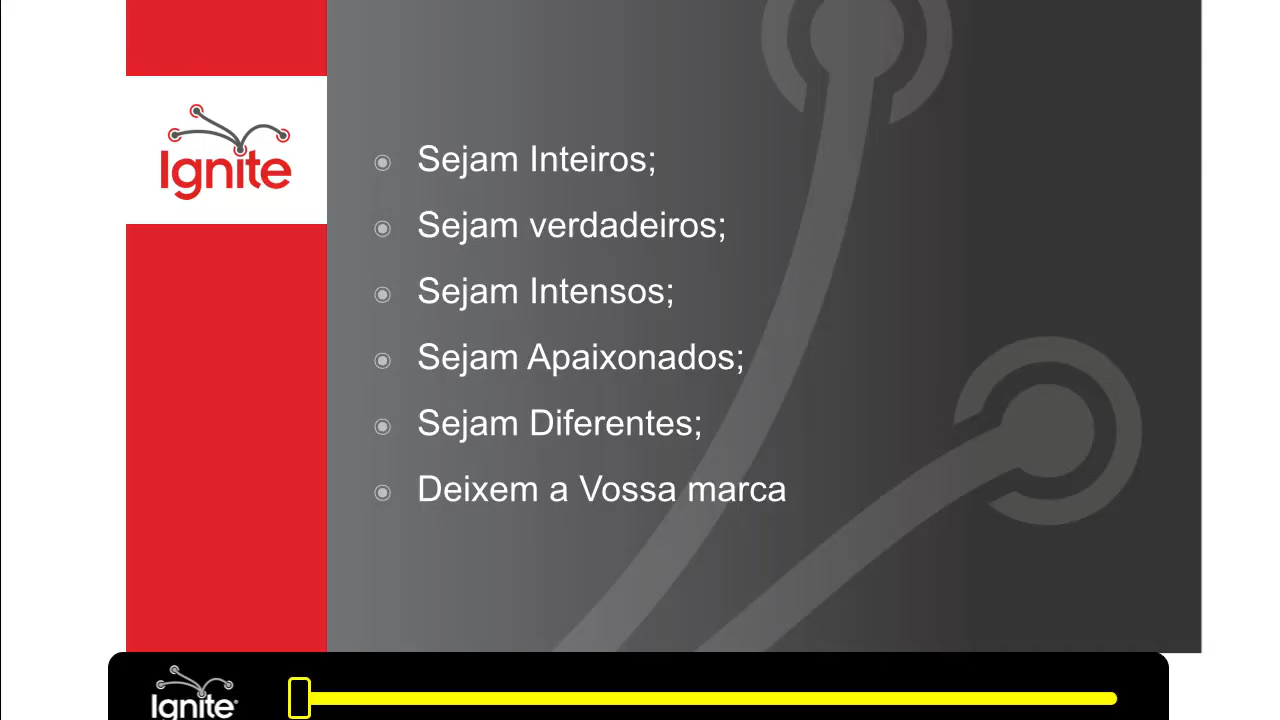 Ignite
Sejam Inteiros;
Sejam verdadeiros;
Sejam Intensos;
Sejam Apaixonados;
Sejam Diferentes;
Deixem a Vossa marca
Ignite